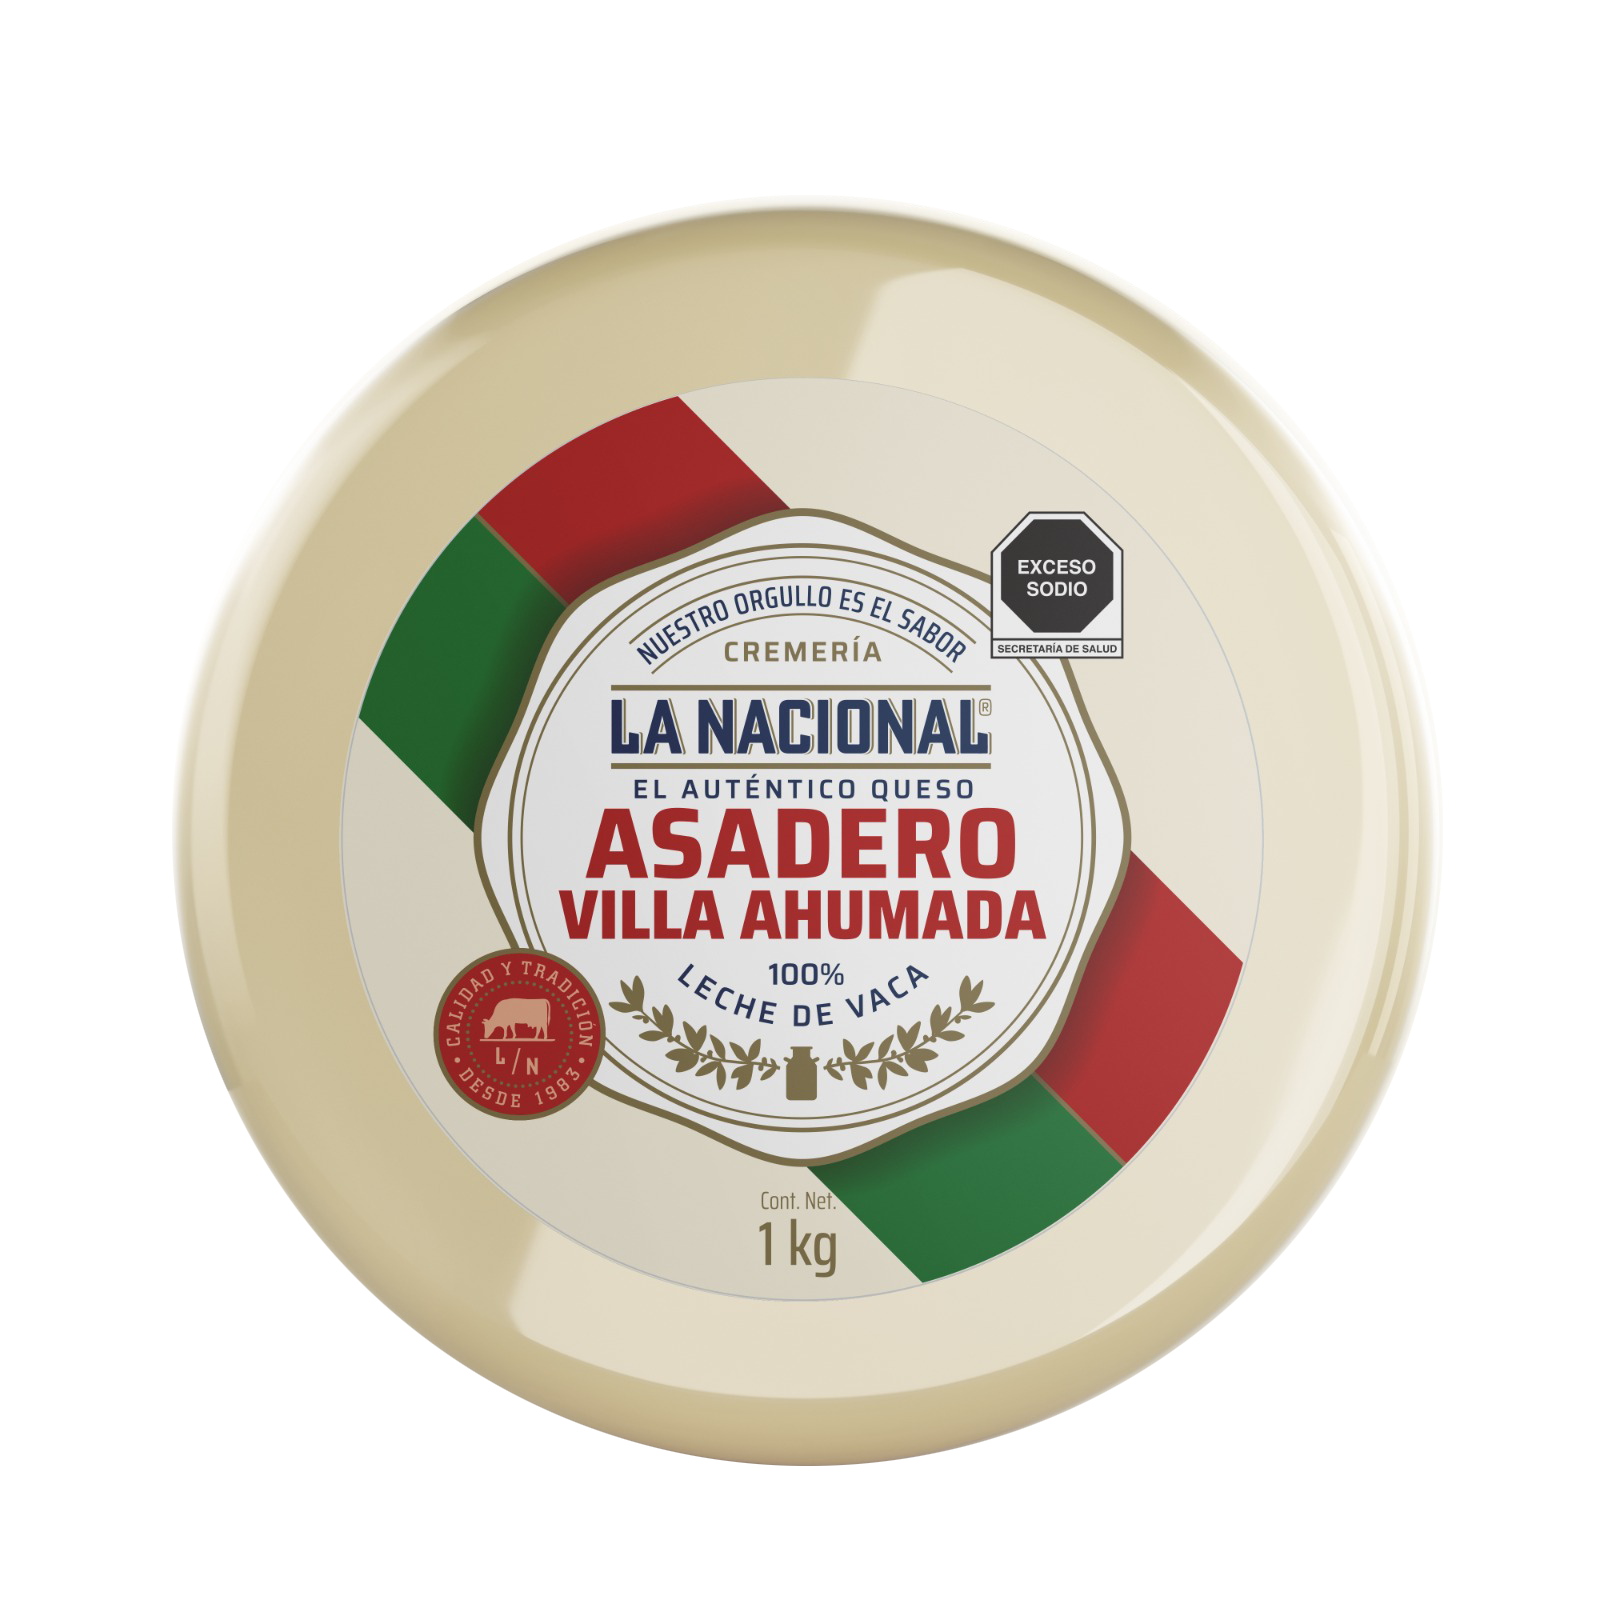 EXCESO
SODIO
SECRETARÍA DE SALUD
NUESTRO ORGULLO ES EL SABOR
CREMERÍA
LA NACIONAL®
EL AUTÉNTICO QUESO
ASADERO
VILLA AHUMADA
100%
LECHE DE VACA
CALIDAD Y TRADICIÓN
L/N
• DESDE 1983 •
Cont. Net.
1 kg